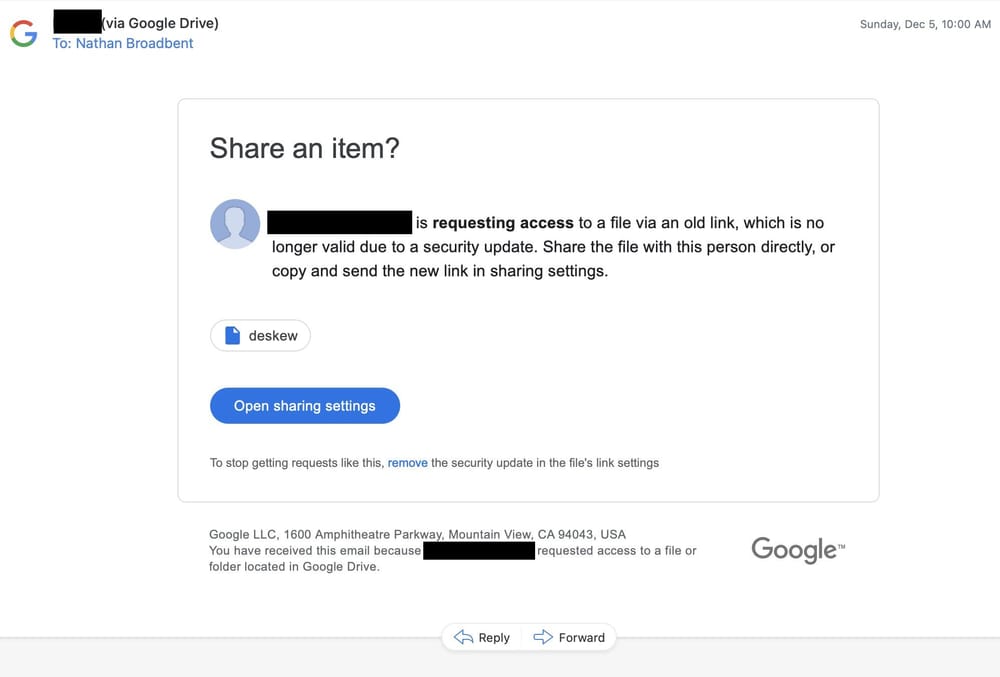 (via Google Drive)
Sunday, Dec 5, 10:00 AM
To: Nathan Broadbent
Share an item?
is requesting access to a file via an old link, which is no
longer valid due to a security update. Share the file with this person directly, or
copy and send the new link in sharing settings.
deskew
Open sharing settings
To stop getting requests like this, remove the security update in the file's link settings
Google LLC, 1600 Amphitheatre Parkway, Mountain View, CA 94043, USA
You have received this email because requested access to a file or
folder located in Google Drive.
Google™
Reply Forward